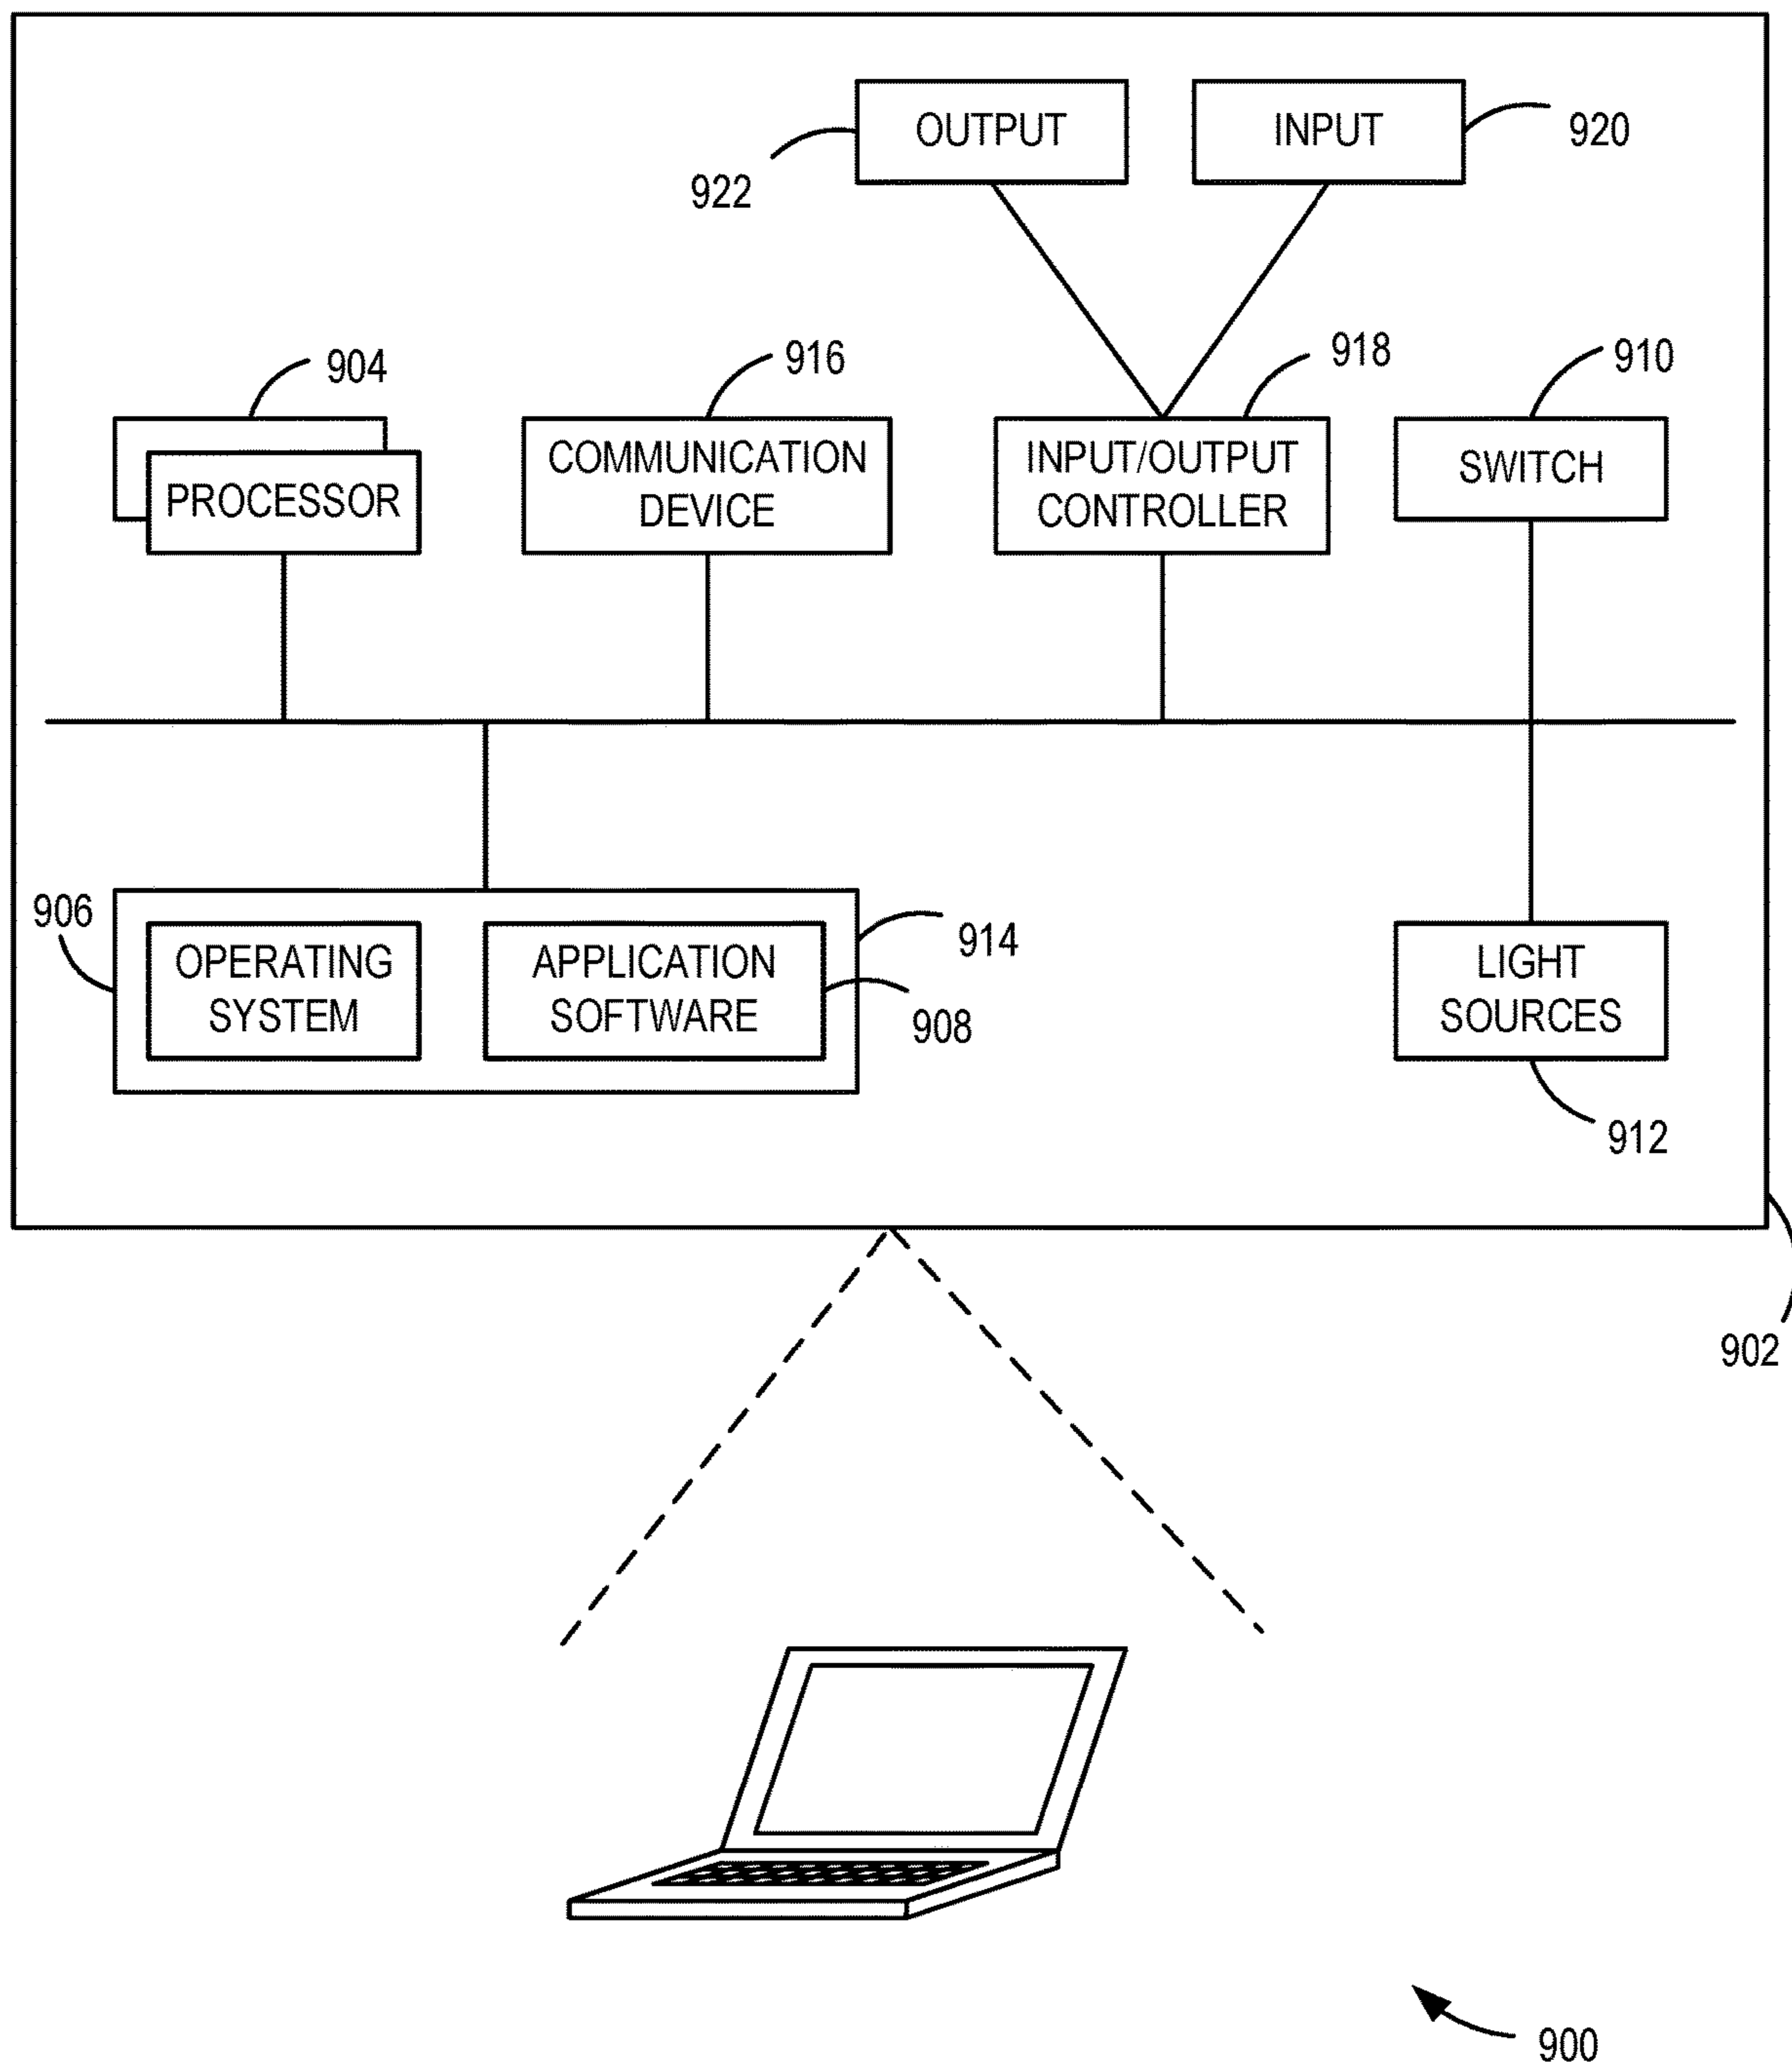 OUTPUT
INPUT
920
922
904
916
918
910
PROCESSOR
COMMUNICATION
DEVICE
INPUT/OUTPUT
CONTROLLER
SWITCH
906
OPERATING
SYSTEM
APPLICATION
SOFTWARE
914
908
LIGHT
SOURCES
912
902
900